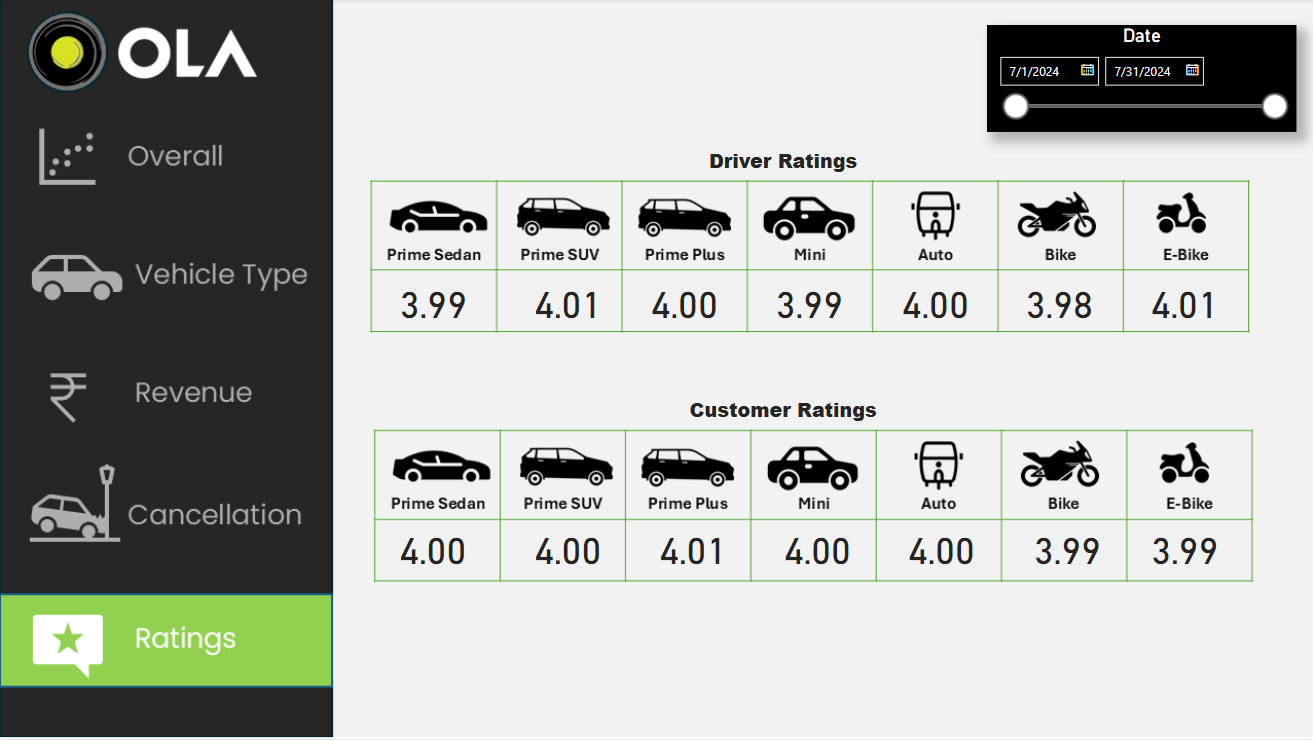 OLA
Overall
Vehicle Type
Revenue
Cancellation
Ratings
Date
7/1/2024 7/31/2024
Driver Ratings
Prime Sedan Prime SUV Prime Plus Mini Auto Bike E-Bike
3.99 4.01 4.00 3.99 4.00 3.98 4.01
Customer Ratings
Prime Sedan Prime SUV Prime Plus Mini Auto Bike E-Bike
4.00 4.00 4.01 4.00 4.00 3.99 3.99